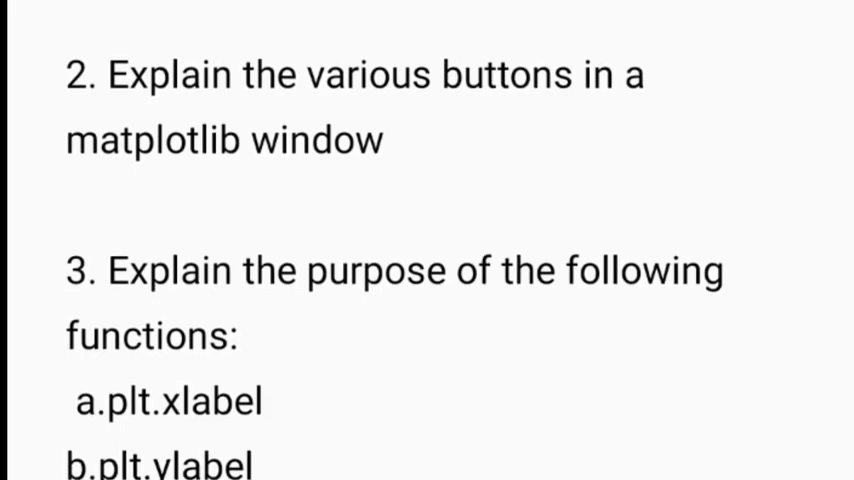 2. Explain the various buttons in a
matplotlib window
3. Explain the purpose of the following
functions:
a.plt.xlabel
b.plt.ylabel